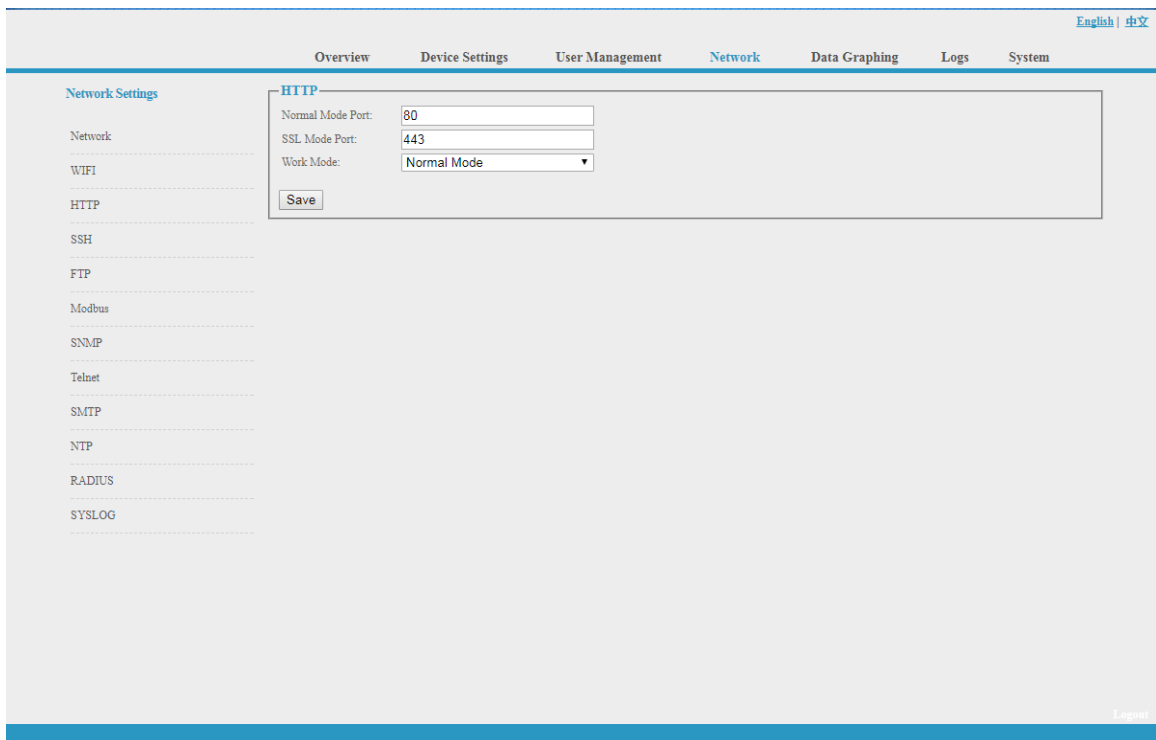 English | 中文
Overview Device Settings User Management Network Data Graphing Logs System
Network Settings
Network
WIFI
HTTP
SSH
FTP
Modbus
SNMP
Telnet
SMTP
NTP
RADIUS
SYSLOG
HTTP
Normal Mode Port: 80
SSL Mode Port: 443
Work Mode: Normal Mode
Save
Logout